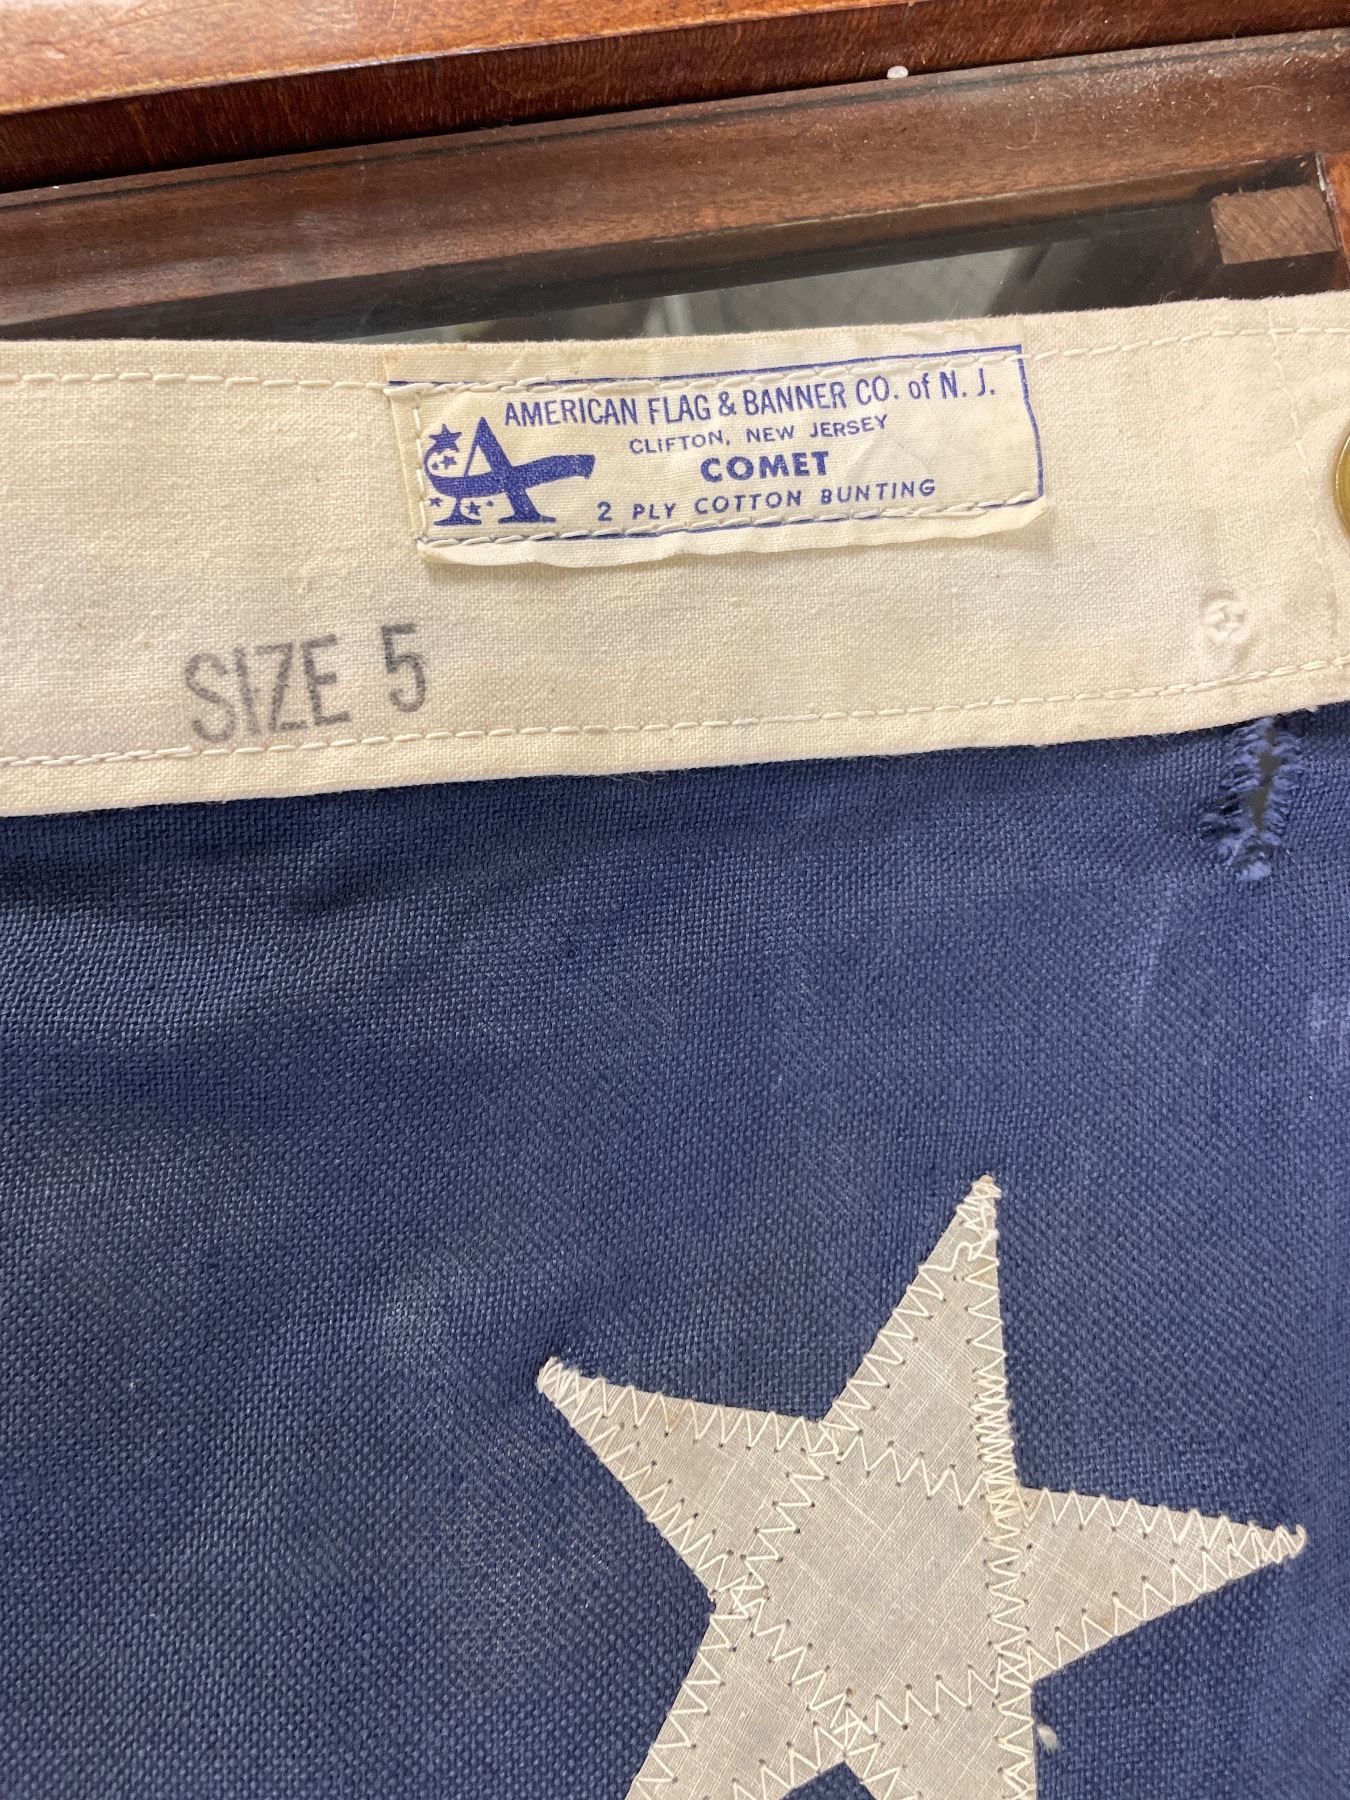 AMERICAN FLAG & BANNER CO. of N. J.
CLIFTON, NEW JERSEY
COMET
2 PLY COTTON BUNTING
SIZE 5